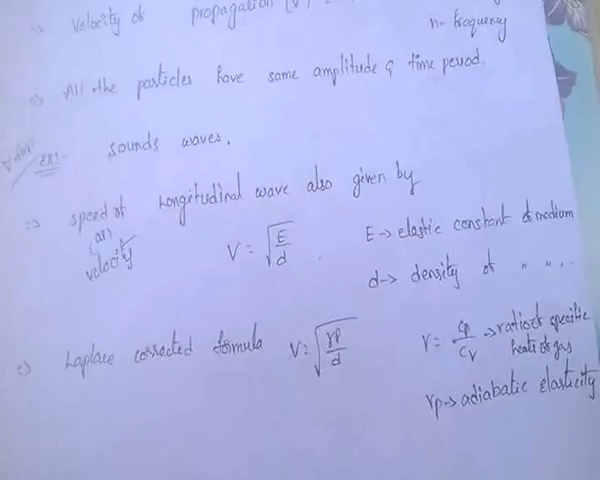 ⇒ Velocity of propagation (V)
n- frequency
⇒ All the particles have same amplitude & time period.
Ex:- sounds waves.
⇒ speed of Longitudinal wave also given by
(or)
velocity
V = √(E/d)
E → elastic constant of medium
d → density of " ".
⇒ Laplace corrected formula V = √(γP/d)
γ = Cp/Cv → ratio of specific heats of gas
γp → adiabatic elasticity